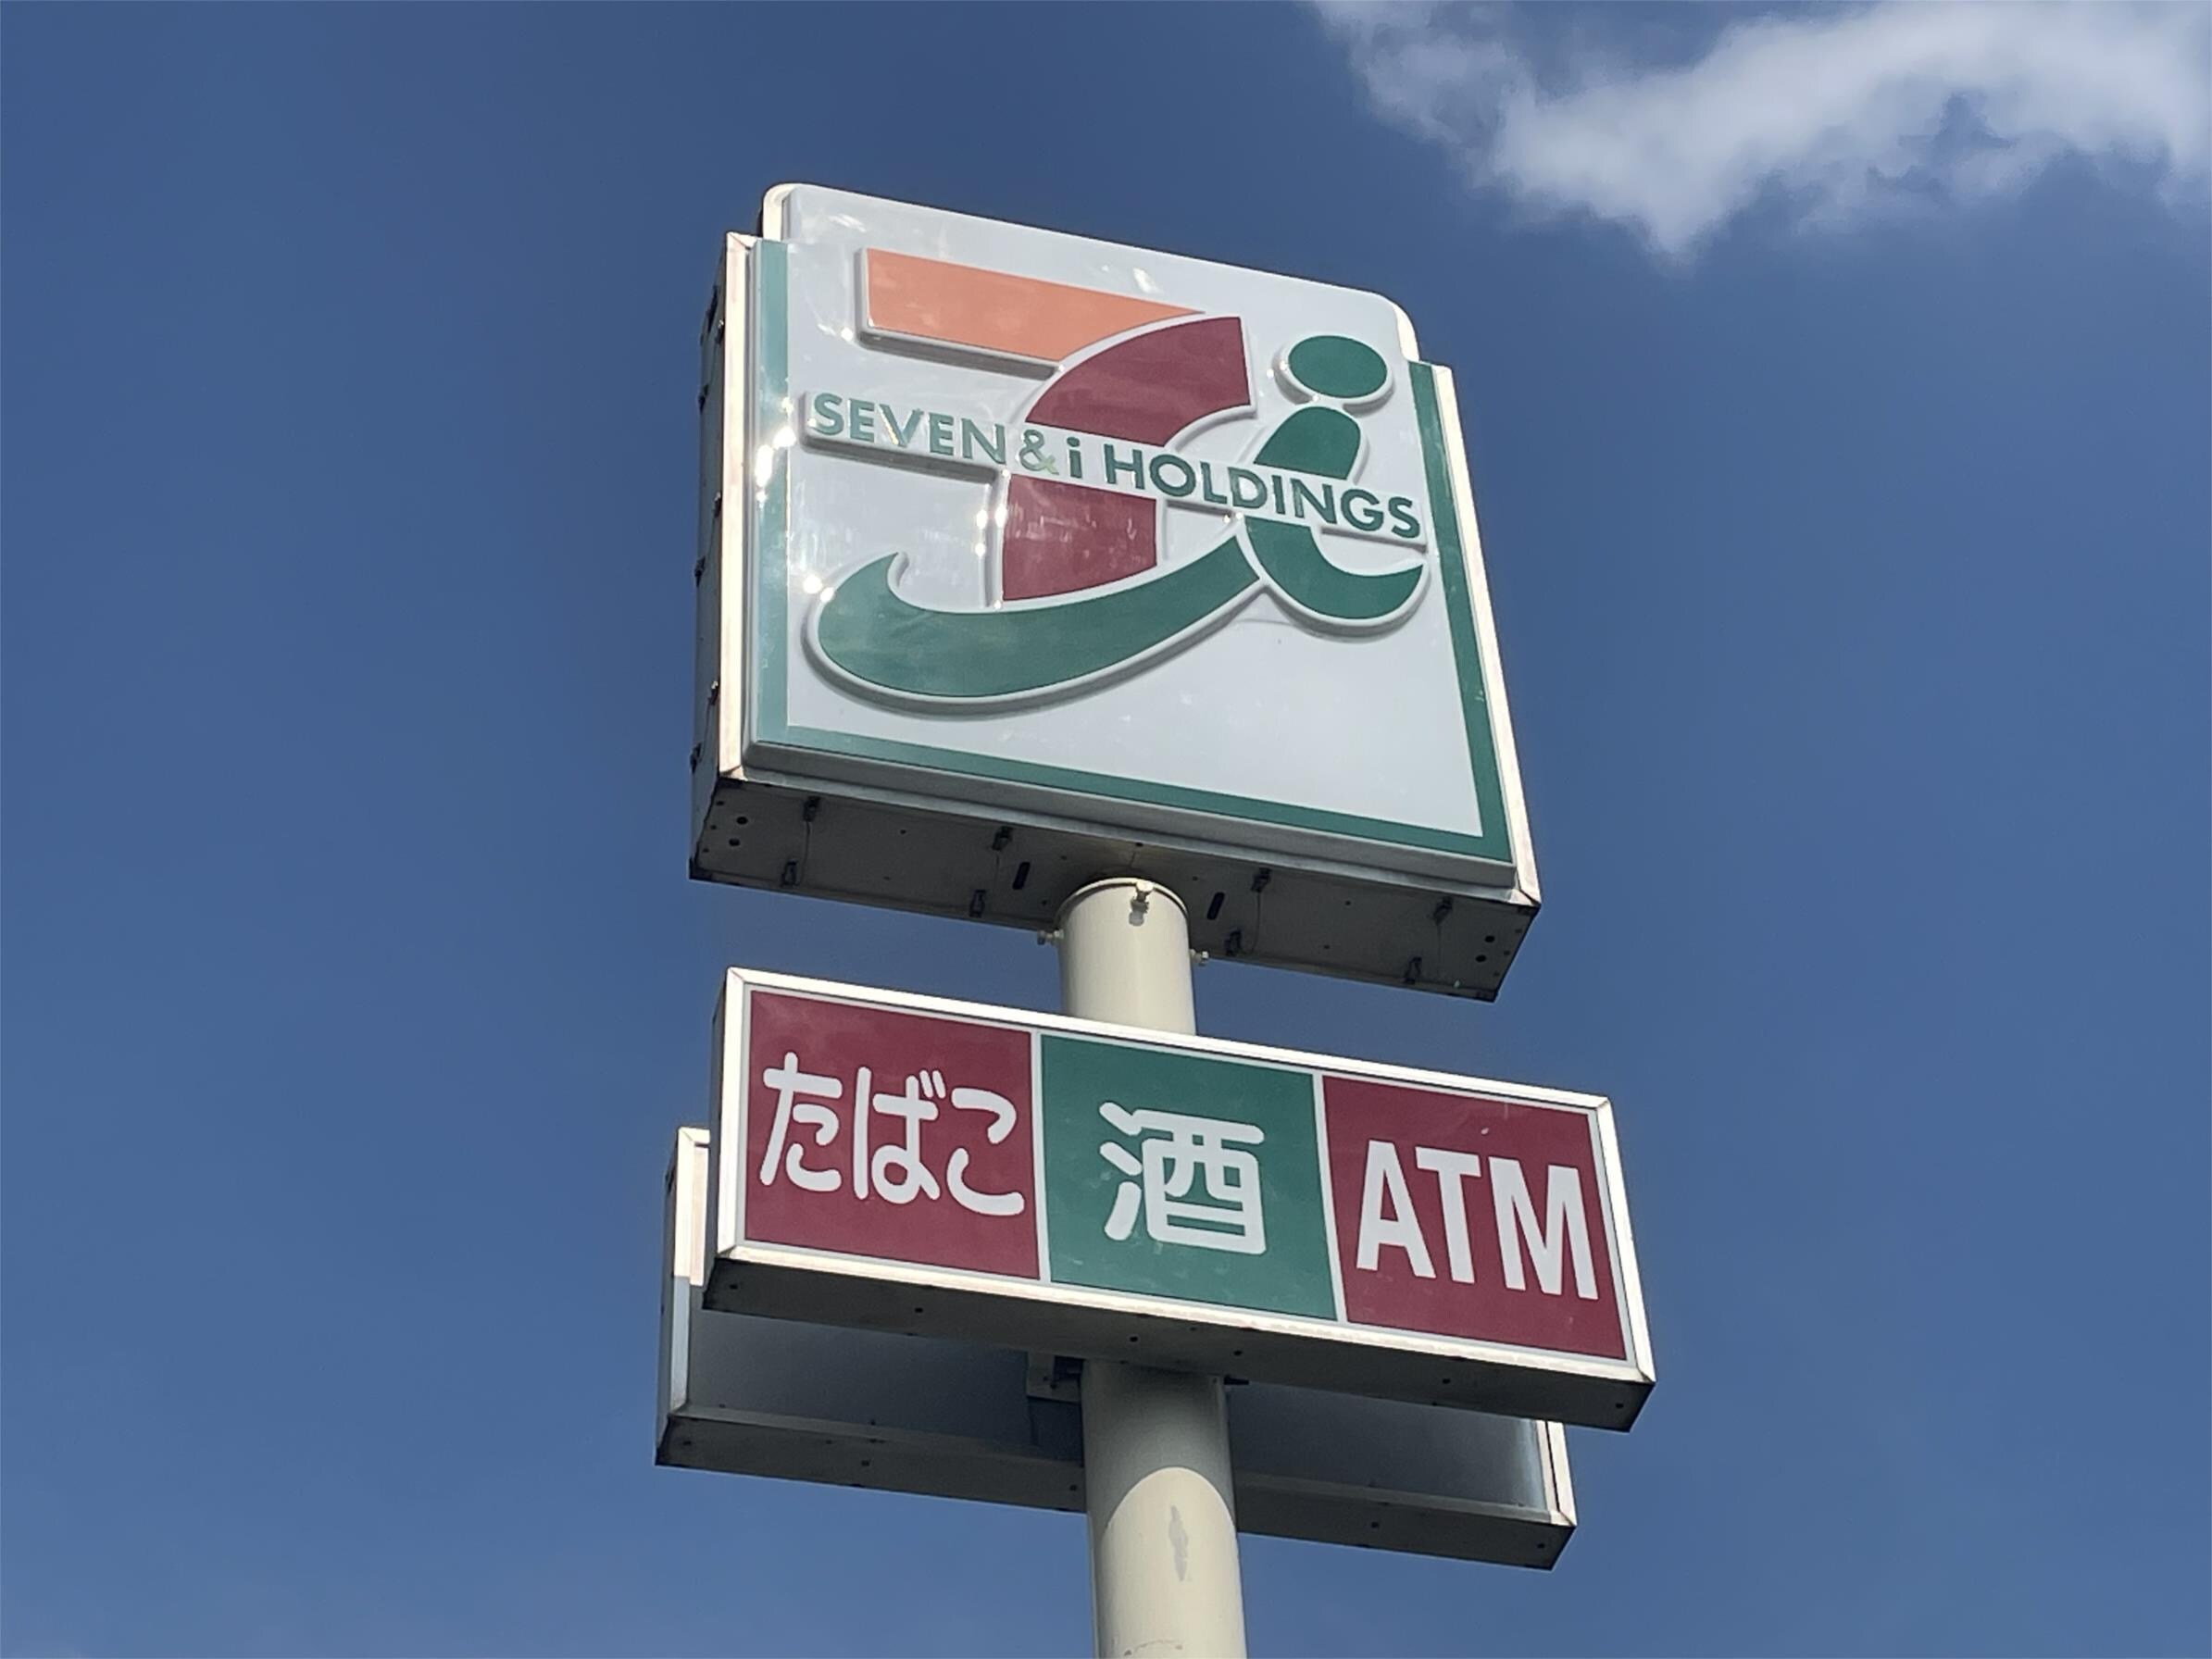 SEVEN&i HOLDINGS
たばこ 酒 ATM